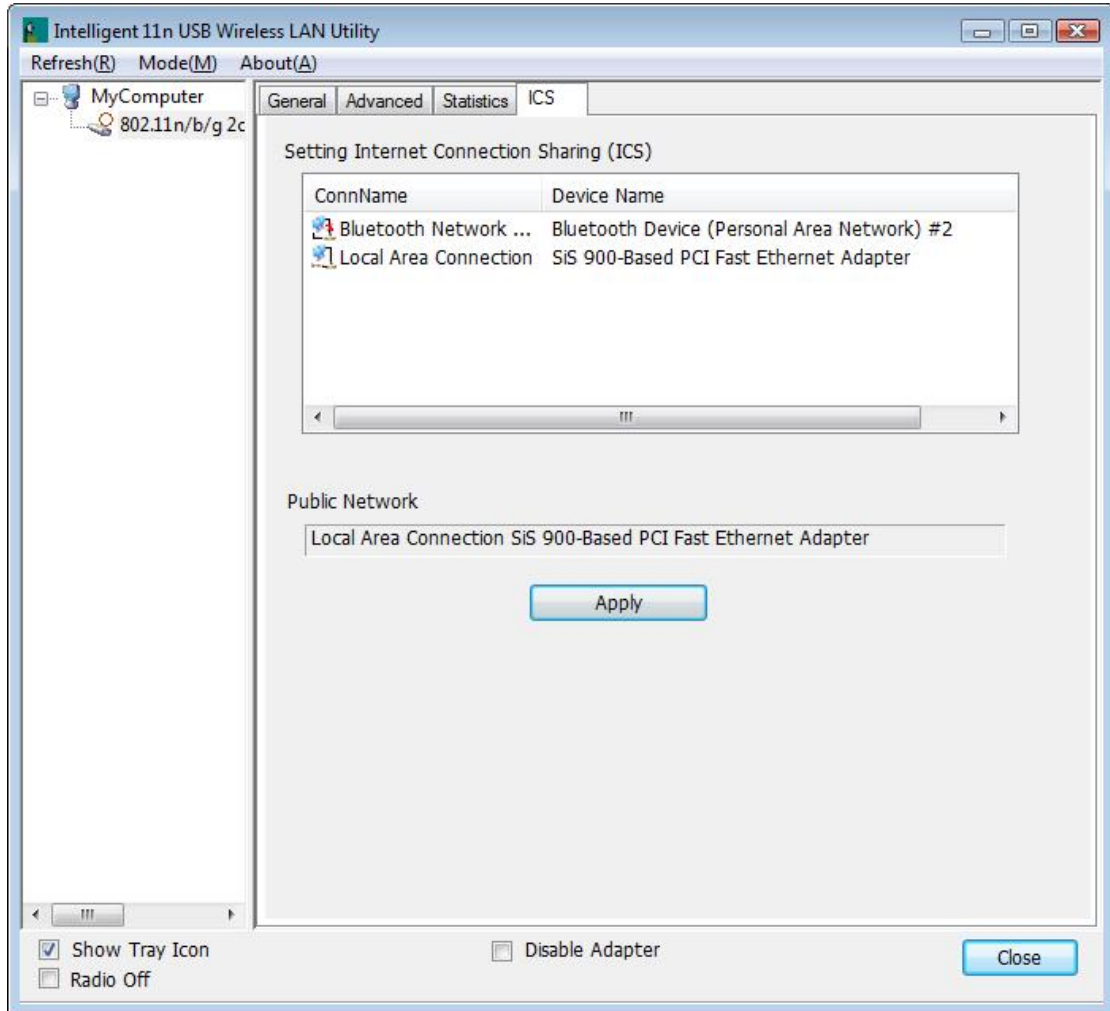 Intelligent 11n USB Wireless LAN Utility
Refresh(R) Mode(M) About(A)
MyComputer
802.11n/b/g 2c
General Advanced Statistics ICS
Setting Internet Connection Sharing (ICS)
ConnName Device Name
Bluetooth Network ... Bluetooth Device (Personal Area Network) #2
Local Area Connection SiS 900-Based PCI Fast Ethernet Adapter
Public Network
Local Area Connection SiS 900-Based PCI Fast Ethernet Adapter
Apply
Show Tray Icon Disable Adapter
Radio Off
Close